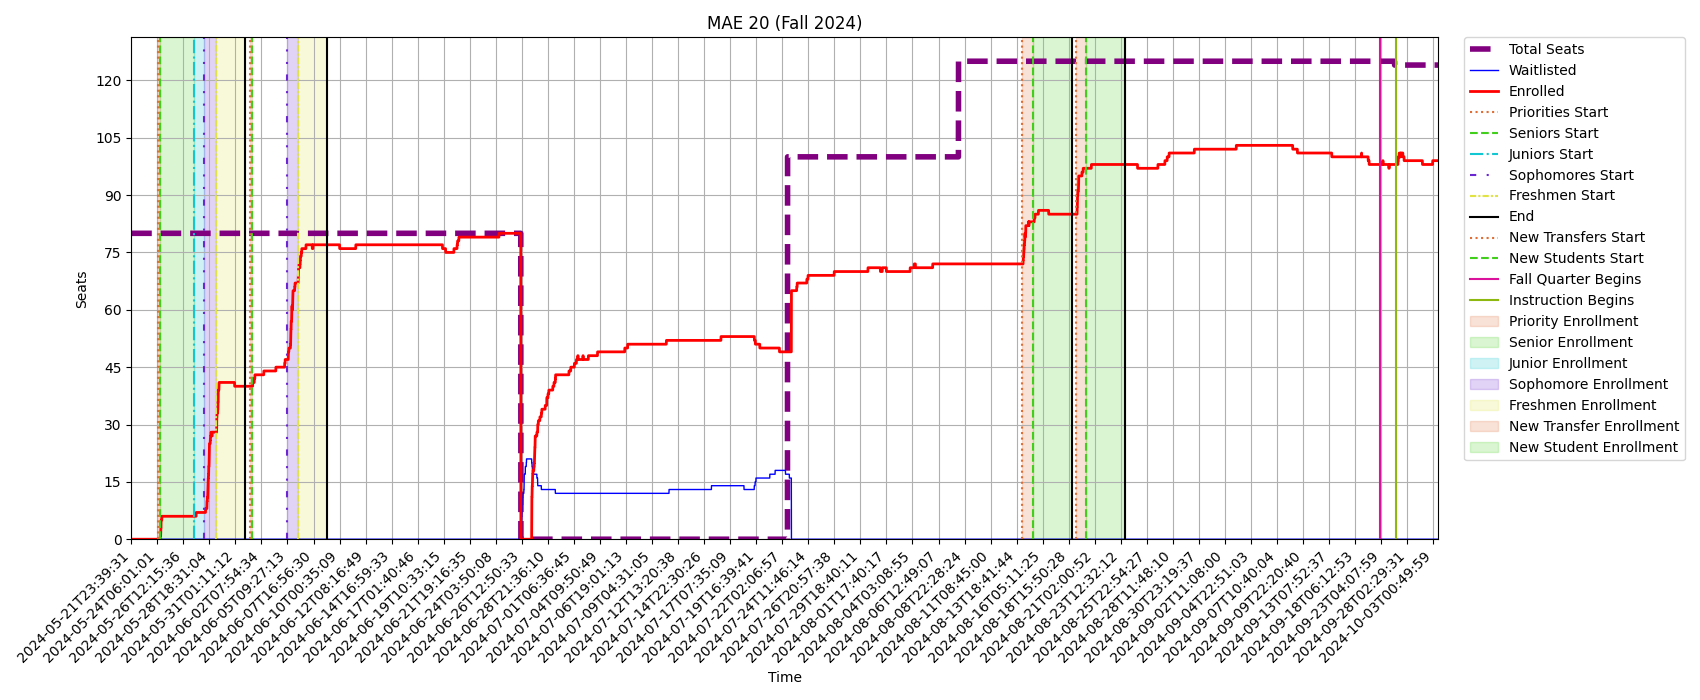 MAE 20 (Fall 2024)
Seats
120
105
90
75
60
45
30
15
0
2024-05-21T23:39:31
2024-05-24T06:01:01
2024-05-26T12:15:36
2024-05-28T18:31:04
2024-05-31T01:11:12
2024-06-02T07:54:34
2024-06-05T09:27:13
2024-06-07T16:56:30
2024-06-10T00:35:09
2024-06-12T08:16:49
2024-06-14T16:59:33
2024-06-17T01:40:46
2024-06-19T10:33:15
2024-06-21T19:16:35
2024-06-24T03:50:08
2024-06-26T12:50:33
2024-06-28T21:36:10
2024-07-01T06:36:45
2024-07-04T09:50:49
2024-07-06T19:01:13
2024-07-09T04:31:05
2024-07-12T13:20:38
2024-07-14T22:30:26
2024-07-17T07:35:09
2024-07-19T16:39:41
2024-07-22T02:06:57
2024-07-24T11:46:14
2024-07-26T20:57:38
2024-07-29T18:40:11
2024-08-01T17:40:17
2024-08-04T03:08:55
2024-08-06T12:49:07
2024-08-08T22:28:24
2024-08-11T08:45:00
2024-08-13T18:41:44
2024-08-16T05:11:25
2024-08-18T15:50:28
2024-08-21T02:00:52
2024-08-23T12:32:12
2024-08-25T22:54:27
2024-08-28T11:48:10
2024-08-30T23:19:37
2024-09-02T11:08:00
2024-09-04T22:51:03
2024-09-07T10:40:04
2024-09-09T22:20:40
2024-09-13T07:52:37
2024-09-18T06:12:53
2024-09-23T04:07:59
2024-09-28T02:29:31
2024-10-03T00:49:59
Time
Total Seats
Waitlisted
Enrolled
Priorities Start
Seniors Start
Juniors Start
Sophomores Start
Freshmen Start
End
New Transfers Start
New Students Start
Fall Quarter Begins
Instruction Begins
Priority Enrollment
Senior Enrollment
Junior Enrollment
Sophomore Enrollment
Freshmen Enrollment
New Transfer Enrollment
New Student Enrollment